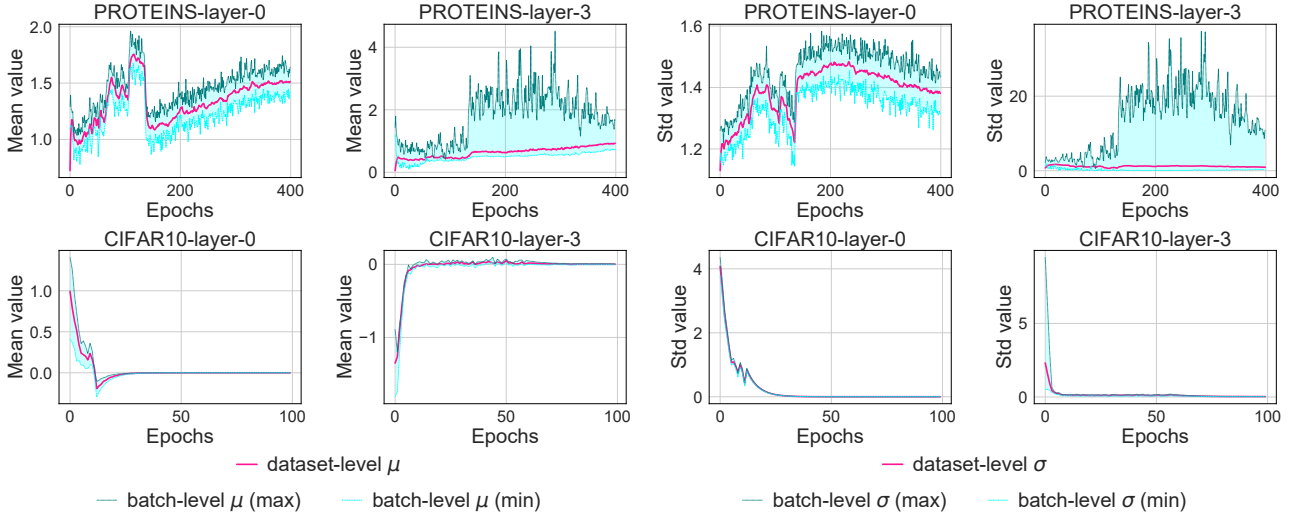 PROTEINS-layer-0
PROTEINS-layer-3
PROTEINS-layer-0
PROTEINS-layer-3
Mean value
2.0
1.5
1.0
0
200
400
Epochs
Mean value
4
2
0
0
200
400
Epochs
Std value
1.6
1.4
1.2
0
200
400
Epochs
Std value
20
0
0
200
400
Epochs
CIFAR10-layer-0
CIFAR10-layer-3
CIFAR10-layer-0
CIFAR10-layer-3
Mean value
1.0
0.5
0.0
0
50
100
Epochs
Mean value
0
−1
0
50
100
Epochs
Std value
4
2
0
0
50
100
Epochs
Std value
5
0
0
50
100
Epochs
dataset-level μ
batch-level μ (max)
batch-level μ (min)
dataset-level σ
batch-level σ (max)
batch-level σ (min)